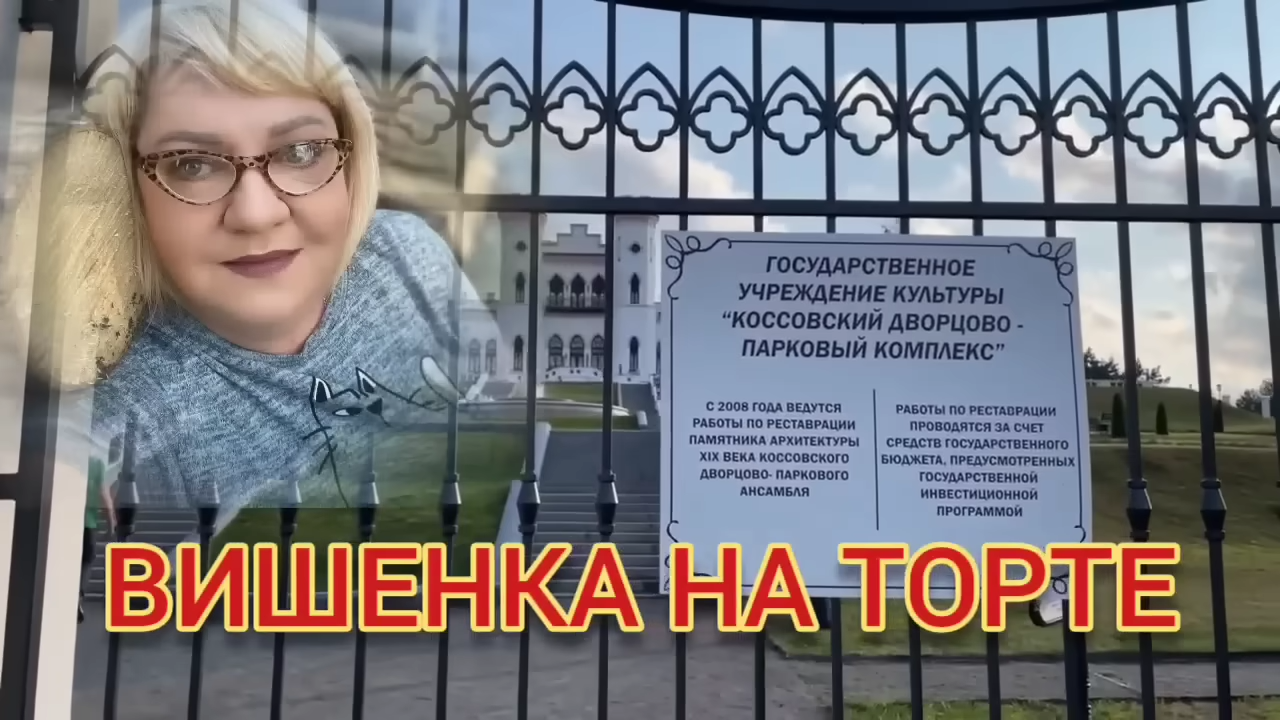 ГОСУДАРСТВЕННОЕ
УЧРЕЖДЕНИЕ КУЛЬТУРЫ
“КОССОВСКИЙ ДВОРЦОВО -
ПАРКОВЫЙ КОМПЛЕКС”
С 2008 ГОДА ВЕДУТСЯ
РАБОТЫ ПО РЕСТАВРАЦИИ
ПАМЯТНИКА АРХИТЕКТУРЫ
XIX ВЕКА КОССОВСКОГО
ДВОРЦОВО- ПАРКОВОГО
АНСАМБЛЯ
РАБОТЫ ПО РЕСТАВРАЦИИ
ПРОВОДЯТСЯ ЗА СЧЕТ
СРЕДСТВ ГОСУДАРСТВЕННОГО
БЮДЖЕТА, ПРЕДУСМОТРЕННЫХ
ГОСУДАРСТВЕННОЙ
ИНВЕСТИЦИОННОЙ
ПРОГРАММОЙ
ВИШЕНКА НА ТОРТЕ